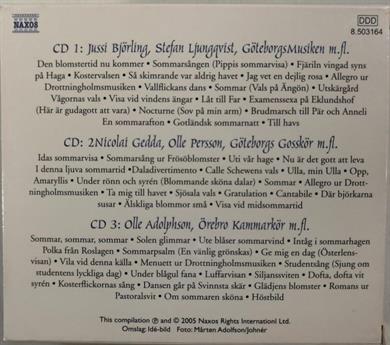 NAXOS
DDD
8.503164
CD 1: Jussi Björling, Stefan Ljungqvist, GöteborgsMusiken m.fl.
Den blomstertid nu kommer • Sommarsången (Pippis sommarvisa) • Fjäriln vingad syns
på Haga • Kostervalsen • Så skimrande var aldrig havet • Jag vet en dejlig rosa • Allegro ur
Drottningholmsmusiken • Vallflickans dans • Sommar (Vals på Ängön) • Utskärgård
Vågornas vals • Visa vid vindens ängar • Låt till Far • Examenssexa på Eklundshof
(Här är gudagott att vara) • Nocturne (Sov på min arm) • Brudmarsch till Pär och Anneli
En sommarafton • Gotländsk sommarnatt • Till havs
CD: 2Nicolai Gedda, Olle Persson, Göteborgs Gosskör m.fl.
Idas sommarvisa • Sommarsång ur Frösöblomster • Uti vår hage • Nu är det gott att leva
I denna ljuva sommartid •Daladivertimento • Calle Schewens vals • Ulla, min Ulla • Opp,
Amaryllis • Under rönn och syrén (Blommande sköna dalar) • Sommar • Allegro ur Drott-
ningholmsmusiken • Ta mig till havet • Sjösala vals • Gratulation • Cantabile • Där björkarna
susar • Älskliga blommor små • Visa vid midsommartid
CD 3: Olle Adolphson, Örebro Kammarkör m.fl.
Sommar, sommar, sommar • Solen glimmar • Ute blåser sommarvind • Intåg i sommarhagen
Polka från Roslagen • Sommarpsalm (En vänlig grönskas) • Ge mig en dag (Österlens-
visan) • Vila vid denna källa • Menuett ur Drottningholmsmusiken • Studentsång (Sjung om
studentens lyckliga dag) • Under blågul fana • Luffarvisan • Siljanssviten • Dofta, dofta vit
syrén • Kosterflickornas sång • Dansen går på Svinnsta skär • Glädjens blomster • Romans ur
Pastoralsvit • Om sommaren sköna • Höstbild
This compilation ℗ and © 2005 Naxos Rights Internationl Ltd.
Omslag: Idé-bild Foto: Mårten Adolfson/Johnér